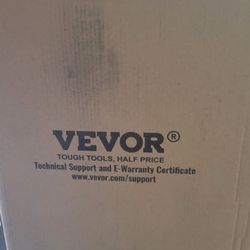 VEVOR®
TOUGH TOOLS, HALF PRICE
Technical Support and E-Warranty Certificate
www.vevor.com/support